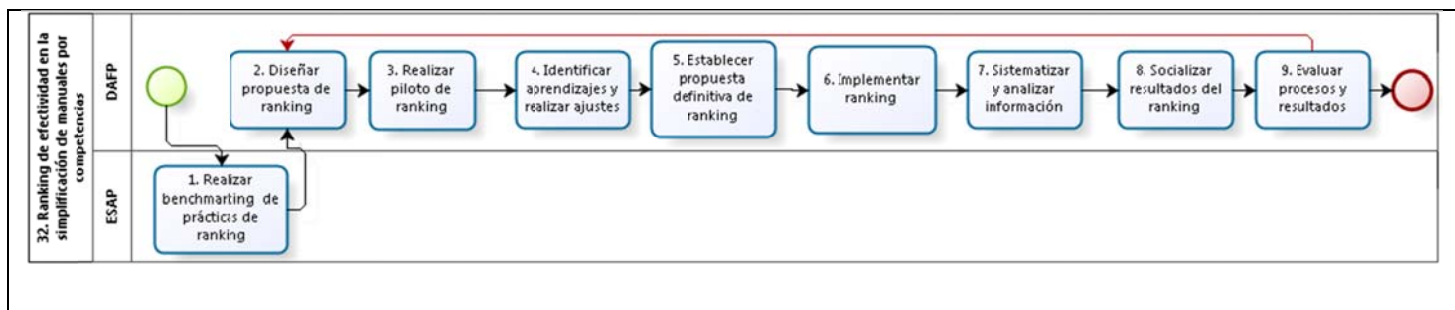 32. Ranking de efectividad en la
simplificación de manuales por
competencias
DAFP
ESAP
1. Realizar
benchmarting de
prácticas de
ranking
2. Diseñar
propuesta de
ranking
3. Realizar
piloto de
ranking
4. Identificar
aprendizajes y
realizar ajustes
5. Establecer
propuesta
definitiva de
ranking
6. Implementar
ranking
7. Sistematizar
y analizar
información
8. Socializar
resultados del
ranking
9. Evaluar
procesos y
resultados